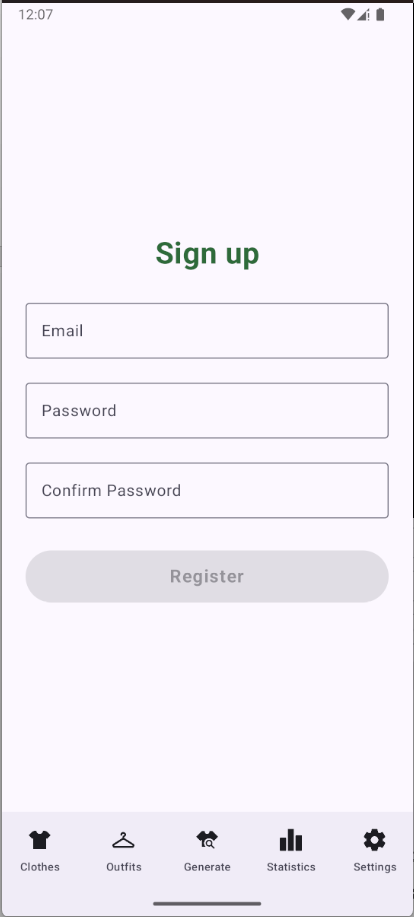 12:07
Sign up
Email
Password
Confirm Password
Register
Clothes Outfits Generate Statistics Settings